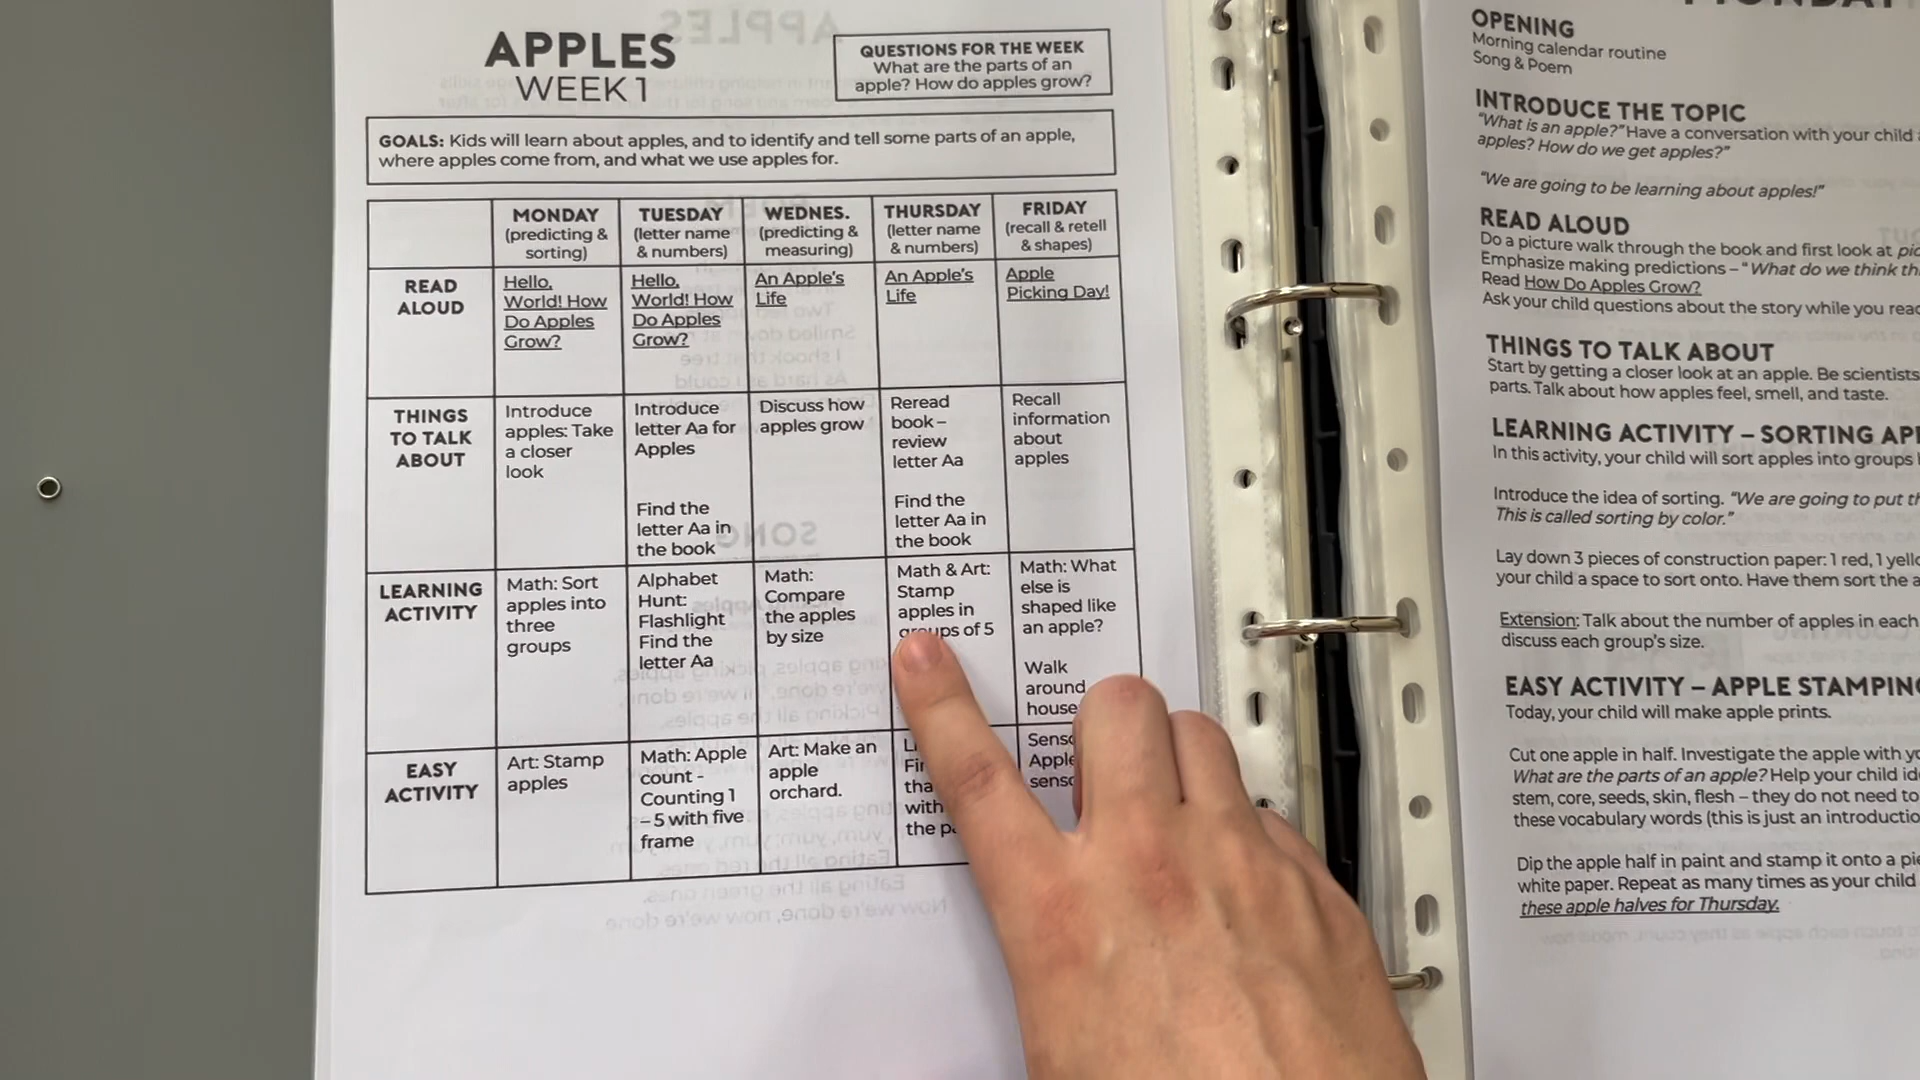 APPLES
WEEK 1
QUESTIONS FOR THE WEEK
What are the parts of an
apple? How do apples grow?
GOALS: Kids will learn about apples, and to identify and tell some parts of an apple,
where apples come from, and what we use apples for.
MONDAY
(predicting &
sorting)
TUESDAY
(letter name
& numbers)
WEDNES.
(predicting &
measuring)
THURSDAY
(letter name
& numbers)
FRIDAY
(recall & retell
& shapes)
READ
ALOUD
Hello,
World! How
Do Apples
Grow?
Hello,
World! How
Do Apples
Grow?
An Apple's
Life
An Apple's
Life
Apple
Picking Day!
THINGS
TO TALK
ABOUT
Introduce
apples: Take
a closer
look
Introduce
letter Aa for
Apples
Find the
letter Aa in
the book
Discuss how
apples grow
Reread
book –
review
letter Aa
Find the
letter Aa in
the book
Recall
information
about
apples
LEARNING
ACTIVITY
Math: Sort
apples into
three
groups
Alphabet
Hunt:
Flashlight
Find the
letter Aa
Math:
Compare
the apples
by size
Math & Art:
Stamp
apples in
groups of 5
Math: What
else is
shaped like
an apple?
Walk
around
house
EASY
ACTIVITY
Art: Stamp
apples
Math: Apple
count -
Counting 1
– 5 with five
frame
Art: Make an
apple
orchard.
with
the
Apple
OPENING
Morning calendar routine
Song & Poem
INTRODUCE THE TOPIC
"What is an apple?" Have a conversation with your child
apples? How do we get apples?"
"We are going to be learning about apples!"
READ ALOUD
Do a picture walk through the book and first look at
Emphasize making predictions – "What do we think
Read How Do Apples Grow?
Ask your child questions about the story while you
THINGS TO TALK ABOUT
Start by getting a closer look at an apple. Be scientists
parts. Talk about how apples feel, smell, and taste.
LEARNING ACTIVITY – SORTING
In this activity, your child will sort apples into groups
Introduce the idea of sorting. "We are going to put
This is called sorting by color."
Lay down 3 pieces of construction paper: 1 red, 1
your child a space to sort onto. Have them sort the
Extension: Talk about the number of apples in each
discuss each group's size.
EASY ACTIVITY – APPLE STAMPING
Today, your child will make apple prints.
Cut one apple in half. Investigate the apple with
What are the parts of an apple? Help your child
stem, core, seeds, skin, flesh – they do not need to
these vocabulary words (this is just an
Dip the apple half in paint and stamp it onto a
white paper. Repeat as many times as your child
these apple halves for Thursday.